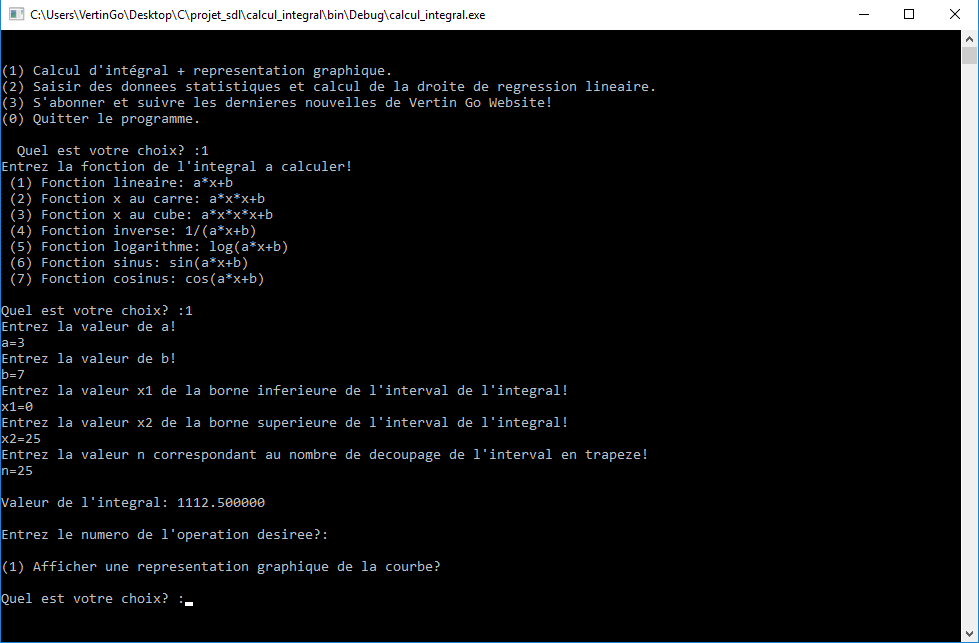 C:\Users\VertinGo\Desktop\C\projet_sdl\calcul_integral\bin\Debug\calcul_integral.exe
(1) Calcul d'intégral + representation graphique.
(2) Saisir des donnees statistiques et calcul de la droite de regression lineaire.
(3) S'abonner et suivre les dernieres nouvelles de Vertin Go Website!
(0) Quitter le programme.
Quel est votre choix? :1
Entrez la fonction de l'integral a calculer!
(1) Fonction lineaire: a*x+b
(2) Fonction x au carre: a*x*x+b
(3) Fonction x au cube: a*x*x*x+b
(4) Fonction inverse: 1/(a*x+b)
(5) Fonction logarithme: log(a*x+b)
(6) Fonction sinus: sin(a*x+b)
(7) Fonction cosinus: cos(a*x+b)
Quel est votre choix? :1
Entrez la valeur de a!
a=3
Entrez la valeur de b!
b=7
Entrez la valeur x1 de la borne inferieure de l'interval de l'integral!
x1=0
Entrez la valeur x2 de la borne superieure de l'interval de l'integral!
x2=25
Entrez la valeur n correspondant au nombre de decoupage de l'interval en trapeze!
n=25
Valeur de l'integral: 1112.500000
Entrez le numero de l'operation desiree?:
(1) Afficher une representation graphique de la courbe?
Quel est votre choix? :